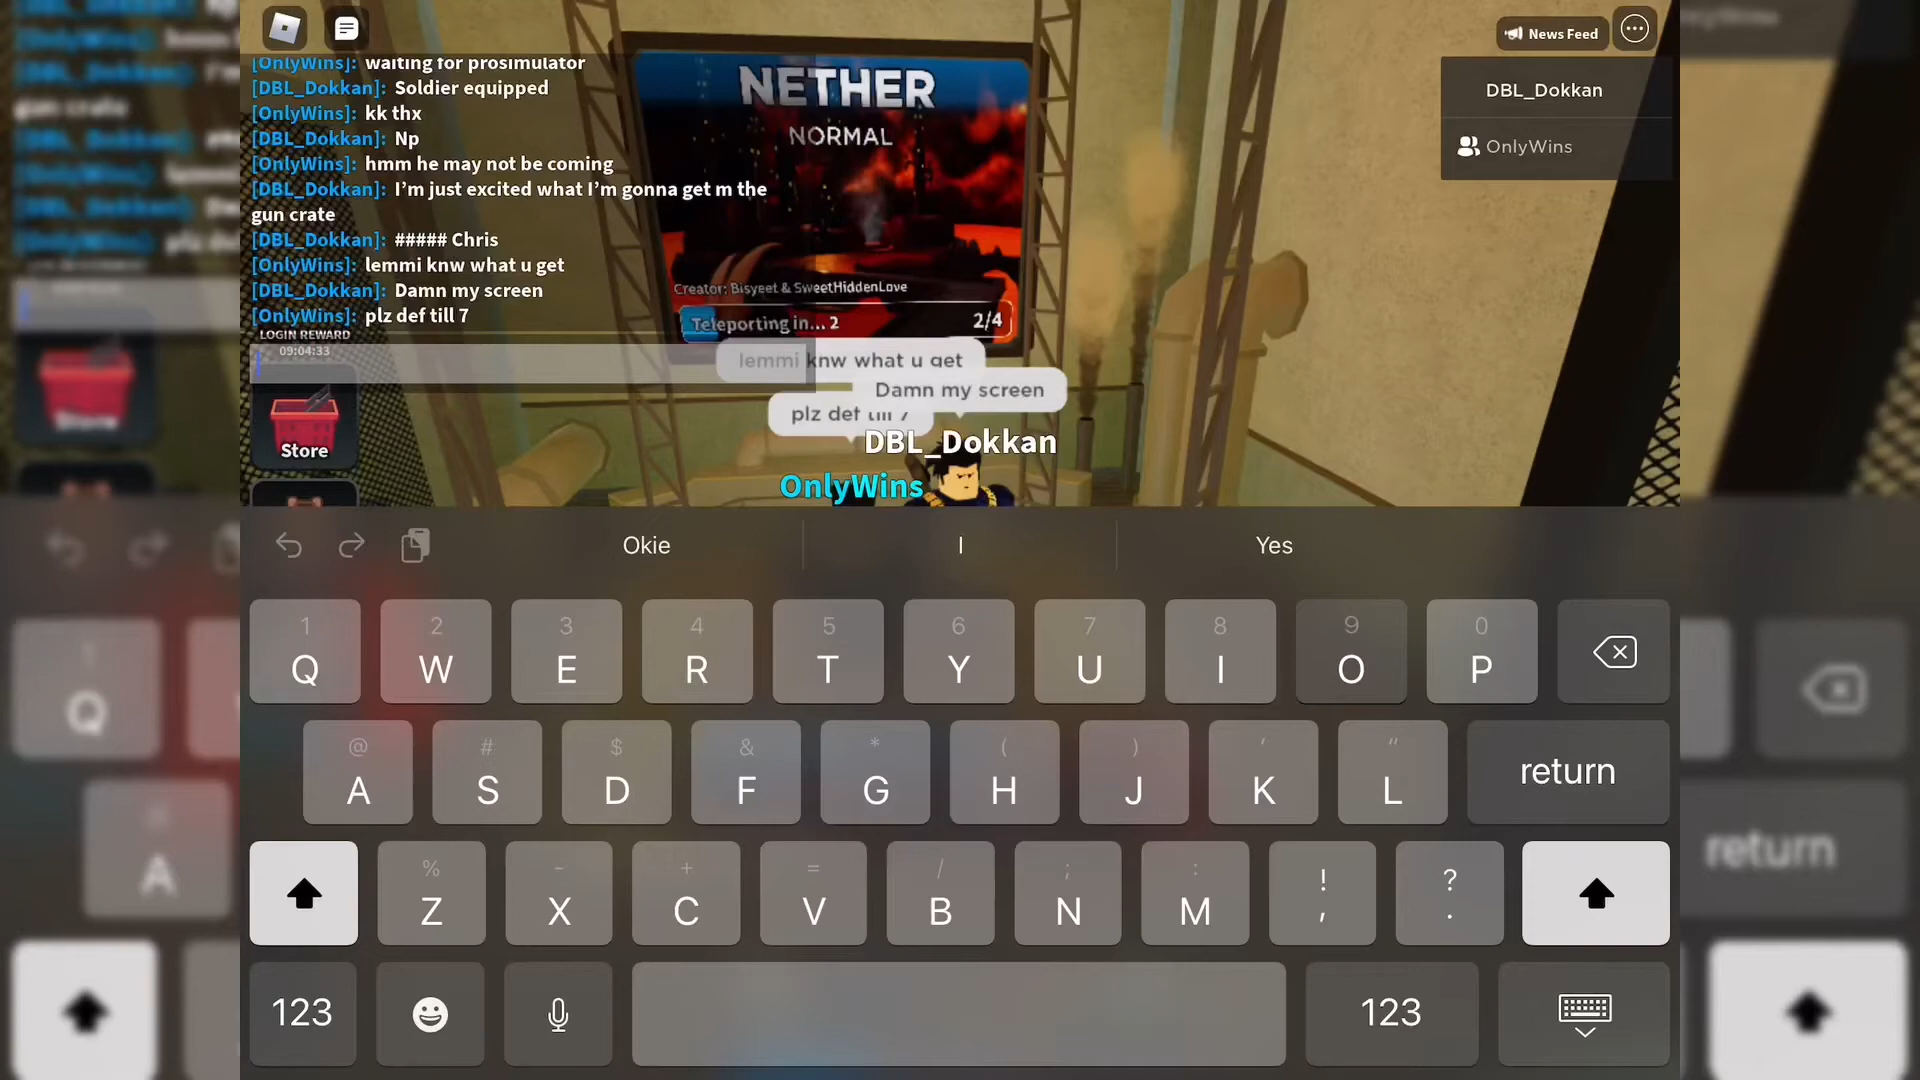 News Feed
DBL_Dokkan
OnlyWins
[OnlyWins]: waiting for prosimulator
[DBL_Dokkan]: Soldier equipped
[OnlyWins]: kk thx
[DBL_Dokkan]: Np
[OnlyWins]: hmm he may not be coming
[DBL_Dokkan]: I'm just excited what I'm gonna get m the
gun crate
[DBL_Dokkan]: ##### Chris
[OnlyWins]: lemmi knw what u get
[DBL_Dokkan]: Damn my screen
[OnlyWins]: plz def till 7
LOGIN REWARD
09:04:33
Store
NETHER
NORMAL
Creator: Bisyeet & SweetHiddenLove
Teleporting in... 2
2/4
lemmi knw what u get
Damn my screen
plz def till 7
DBL_Dokkan
OnlyWins
Okie I Yes
1 2 3 4 5 6 7 8 9 0
Q W E R T Y U I O P
@ # $ & * ( ) ' "
A S D F G H J K L return
% - + = / ; : ! ?
Z X C V B N M , .
123 123